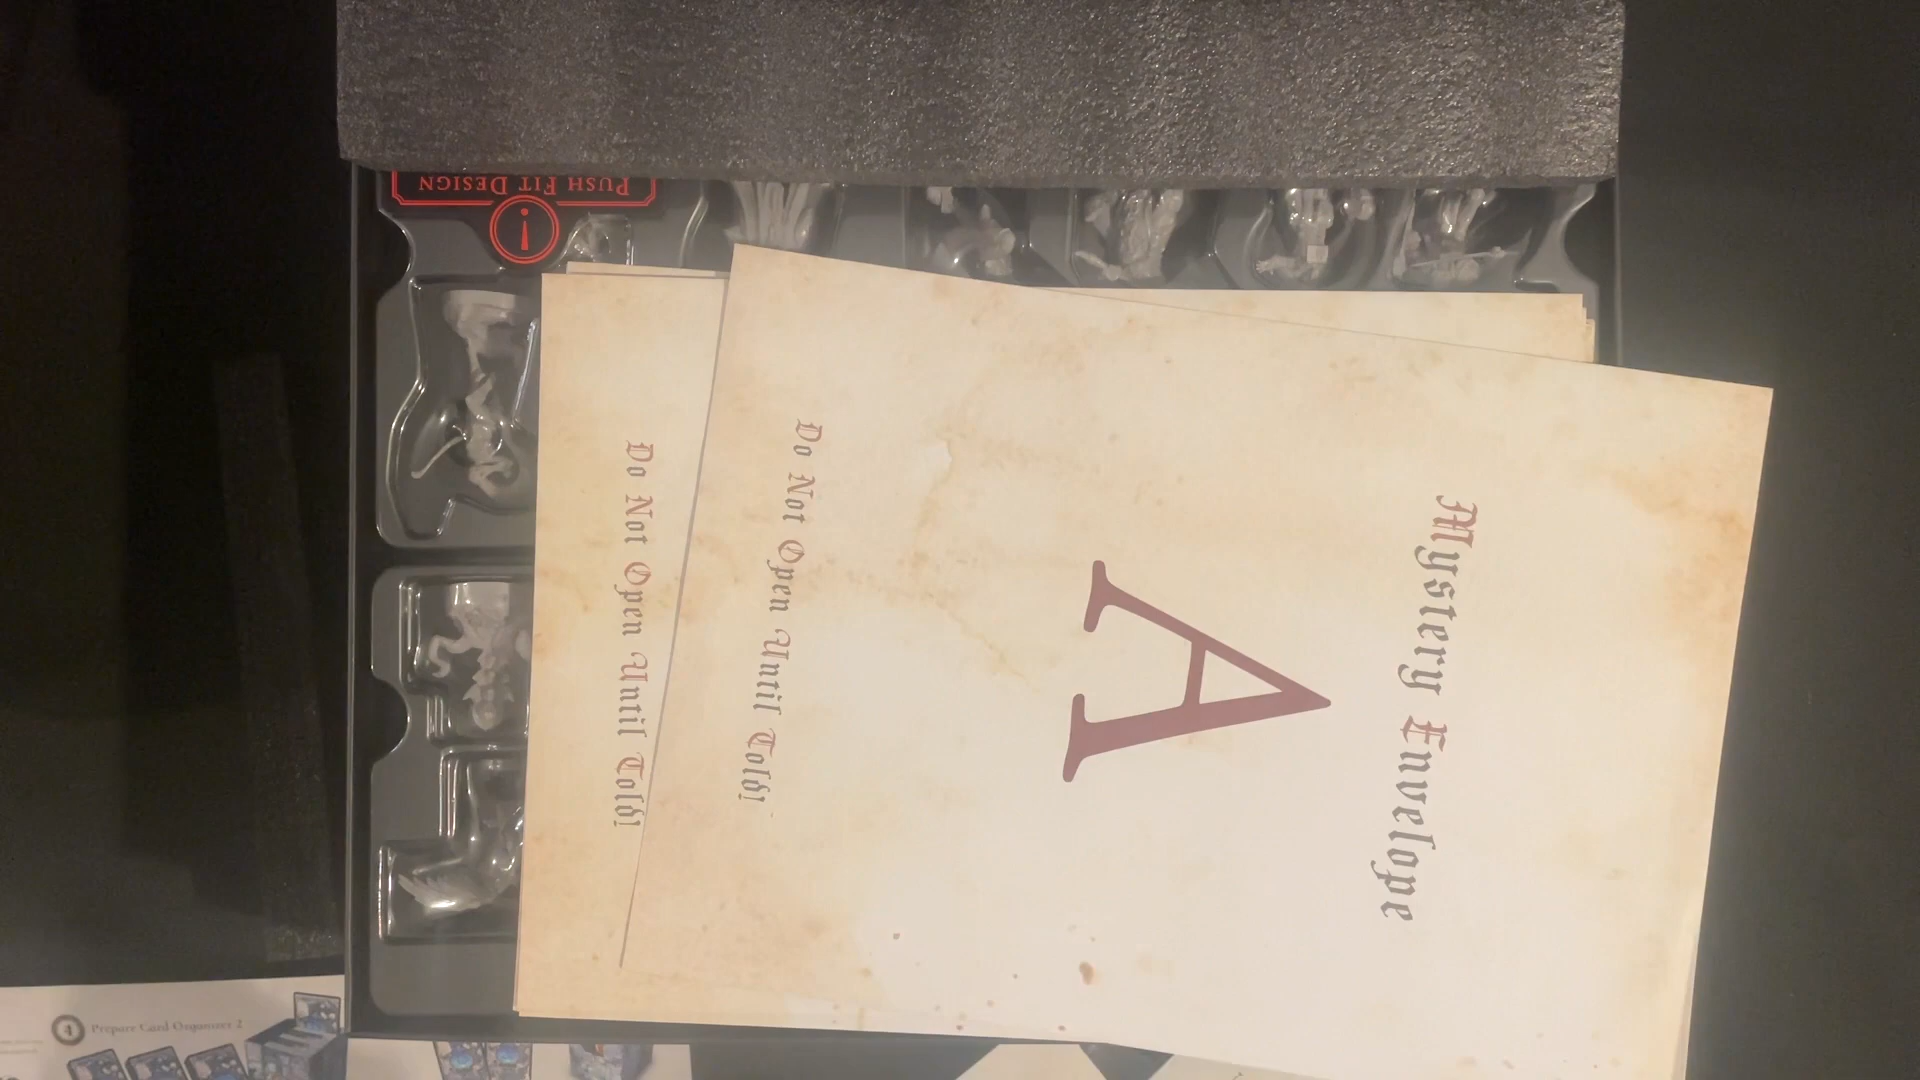 PUSH FIT DESIGN
!
Mystery Envelope
A
Do Not Open Until Told!
Do Not Open Until Told!
4 Prepare Card Organizer 2